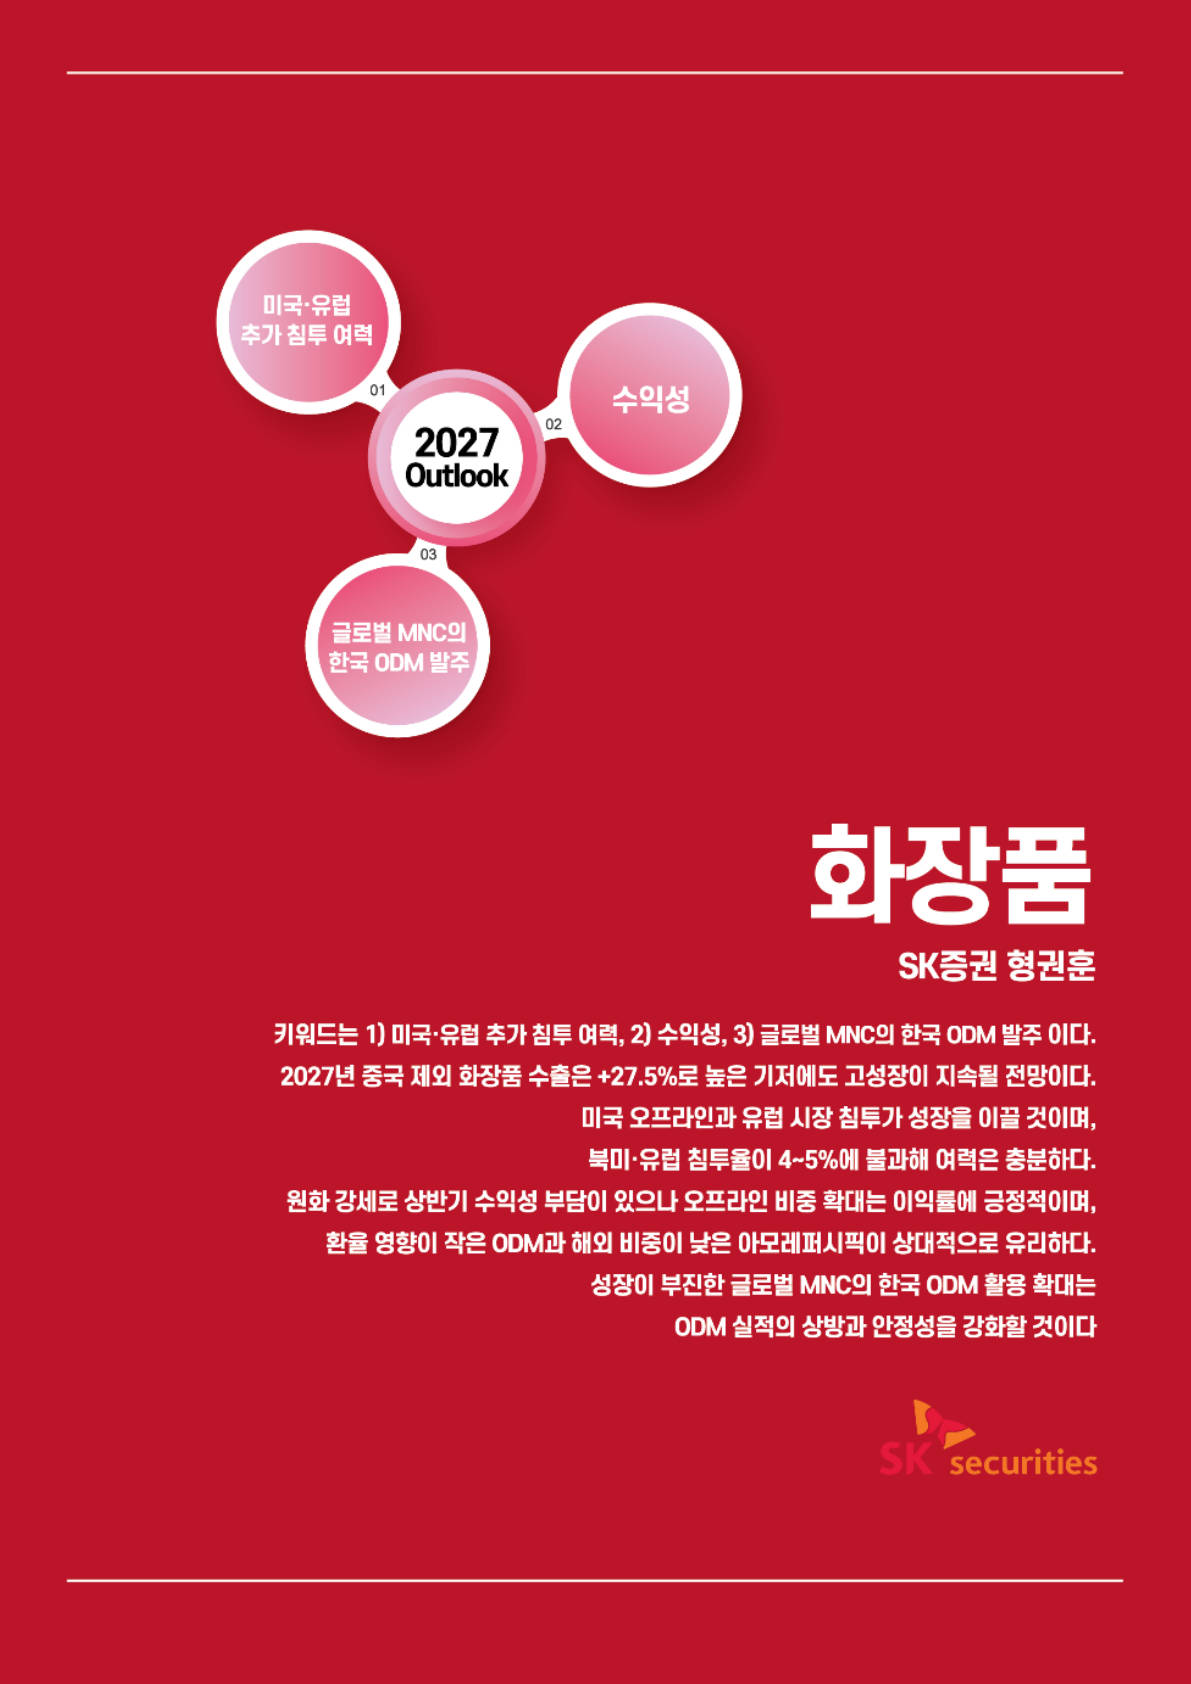 미국·유럽
추가 침투 여력
01
수익성
02
2027
Outlook
03
글로벌 MNC의
한국 ODM 발주
화장품
SK증권 형권훈
키워드는 1) 미국·유럽 추가 침투 여력, 2) 수익성, 3) 글로벌 MNC의 한국 ODM 발주 이다.
2027년 중국 제외 화장품 수출은 +27.5%로 높은 기저에도 고성장이 지속될 전망이다.
미국 오프라인과 유럽 시장 침투가 성장을 이끌 것이며,
북미·유럽 침투율이 4~5%에 불과해 여력은 충분하다.
원화 강세로 상반기 수익성 부담이 있으나 오프라인 비중 확대는 이익률에 긍정적이며,
환율 영향이 작은 ODM과 해외 비중이 낮은 아모레퍼시픽이 상대적으로 유리하다.
성장이 부진한 글로벌 MNC의 한국 ODM 활용 확대는
ODM 실적의 상방과 안정성을 강화할 것이다
SK securities